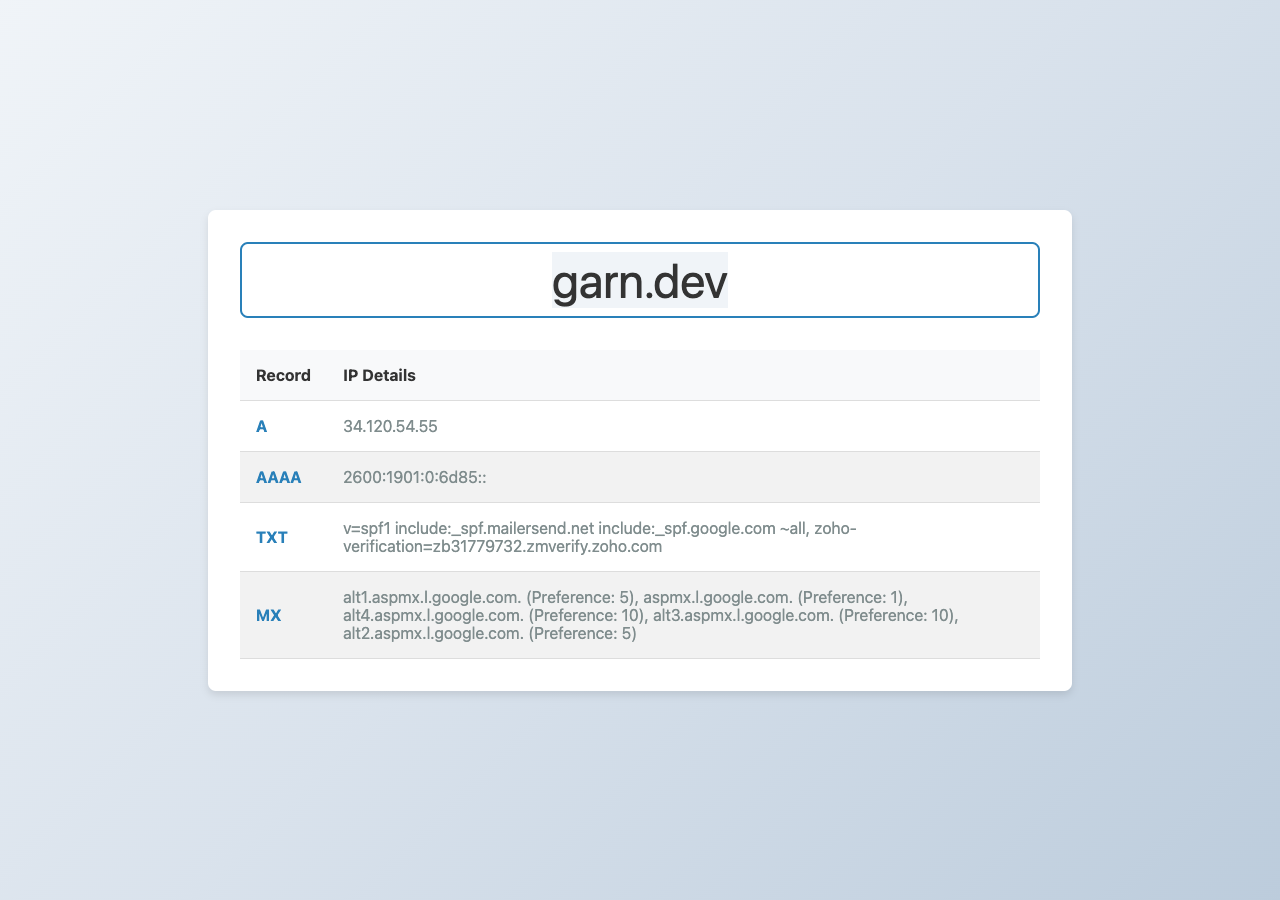 garn.dev
Record IP Details
A 34.120.54.55
AAAA 2600:1901:0:6d85::
TXT v=spf1 include:_spf.mailersend.net include:_spf.google.com ~all, zoho-
verification=zb31779732.zmverify.zoho.com
MX alt1.aspmx.l.google.com. (Preference: 5), aspmx.l.google.com. (Preference: 1),
alt4.aspmx.l.google.com. (Preference: 10), alt3.aspmx.l.google.com. (Preference: 10),
alt2.aspmx.l.google.com. (Preference: 5)